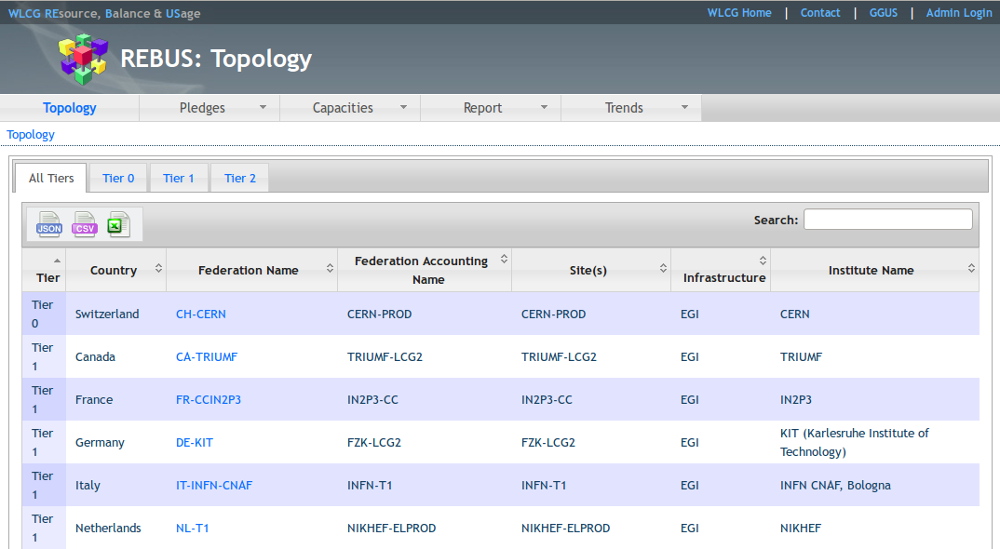 WLCG REsource, Balance & USage
WLCG Home | Contact | GGUS | Admin Login
REBUS: Topology
Topology Pledges Capacities Report Trends
Topology
All Tiers Tier 0 Tier 1 Tier 2
JSON CSV X Search:
Tier Country Federation Name Federation Accounting Name Site(s) Infrastructure Institute Name
Tier 0 Switzerland CH-CERN CERN-PROD CERN-PROD EGI CERN
Tier 1 Canada CA-TRIUMF TRIUMF-LCG2 TRIUMF-LCG2 EGI TRIUMF
Tier 1 France FR-CCIN2P3 IN2P3-CC IN2P3-CC EGI IN2P3
Tier 1 Germany DE-KIT FZK-LCG2 FZK-LCG2 EGI KIT (Karlsruhe Institute of Technology)
Tier 1 Italy IT-INFN-CNAF INFN-T1 INFN-T1 EGI INFN CNAF, Bologna
Tier 1 Netherlands NL-T1 NIKHEF-ELPROD NIKHEF-ELPROD EGI NIKHEF